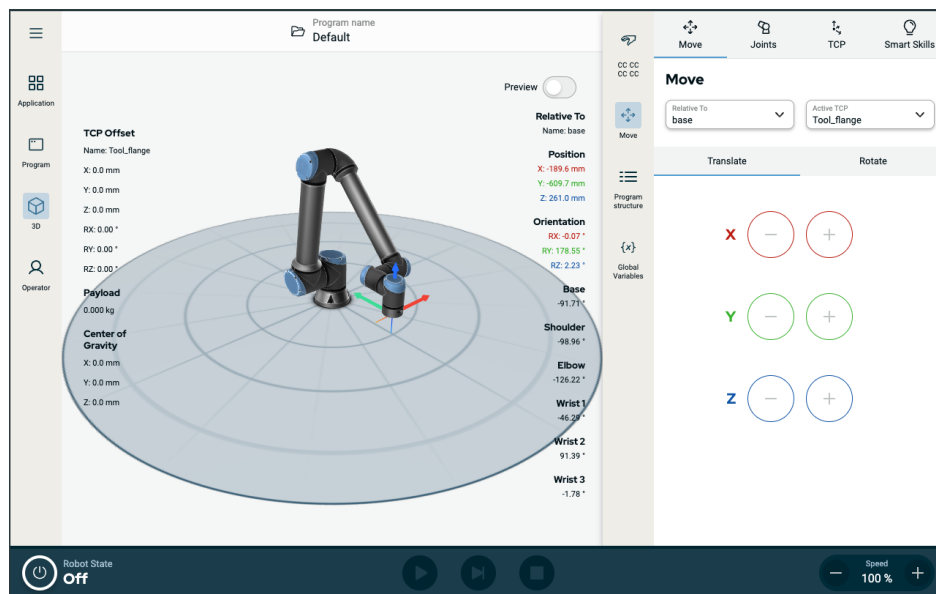 Program name
Default
Application
Program
3D
Operator
TCP Offset
Name: Tool_flange
X: 0.0 mm
Y: 0.0 mm
Z: 0.0 mm
RX: 0.00 °
RY: 0.00 °
RZ: 0.00 °
Payload
0.000 kg
Center of
Gravity
X: 0.0 mm
Y: 0.0 mm
Z: 0.0 mm
Preview
Relative To
Name: base
Position
X: -189.6 mm
Y: -609.7 mm
Z: 261.0 mm
Orientation
RX: -0.07 °
RY: 178.55 °
RZ: 2.23 °
Base
-91.71 °
Shoulder
-98.96 °
Elbow
-126.22 °
Wrist 1
-46.29 °
Wrist 2
91.39 °
Wrist 3
-1.78 °
CC CC
CC CC
Move
Program
structure
{x}
Global
Variables
Move
Joints
TCP
Smart Skills
Move
Relative To
base
Active TCP
Tool_flange
Translate
Rotate
X − +
Y − +
Z − +
Robot State
Off
Speed
− 100 % +